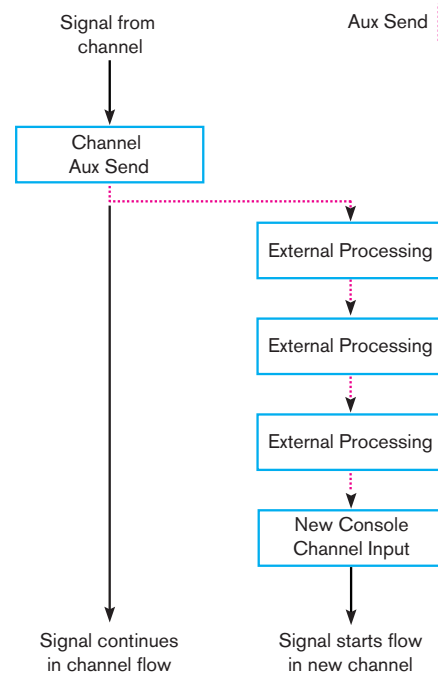 Signal from
channel
Aux Send
Channel
Aux Send
External Processing
External Processing
External Processing
New Console
Channel Input
Signal continues
in channel flow
Signal starts flow
in new channel